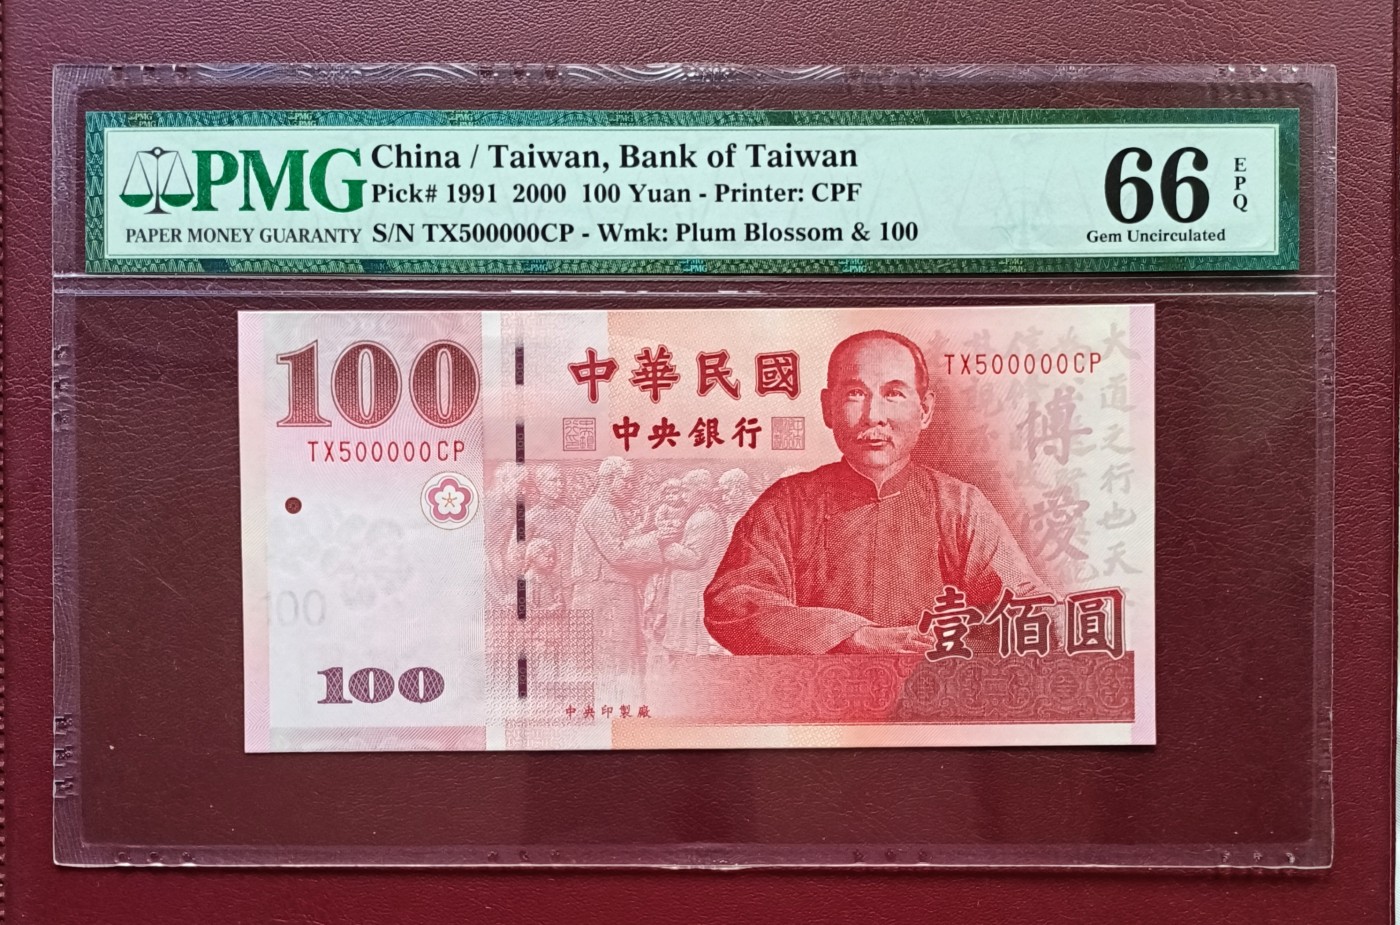 PMG
PAPER MONEY GUARANTY
China / Taiwan, Bank of Taiwan
Pick# 1991 2000 100 Yuan - Printer: CPF
S/N TX500000CP - Wmk: Plum Blossom & 100
66
EPQ
Gem Uncirculated
100
中華民國
TX500000CP
中央銀行
TX500000CP
大道之行也天
博愛
100
壹佰圓
100
中央印製廠